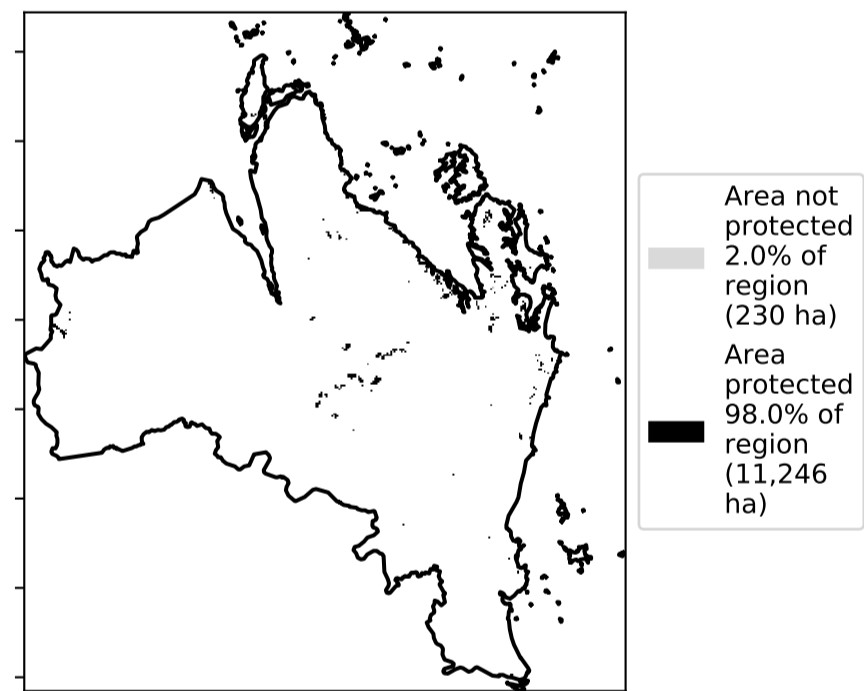 Area not
protected
2.0% of
region
(230 ha)
Area
protected
98.0% of
region
(11,246
ha)